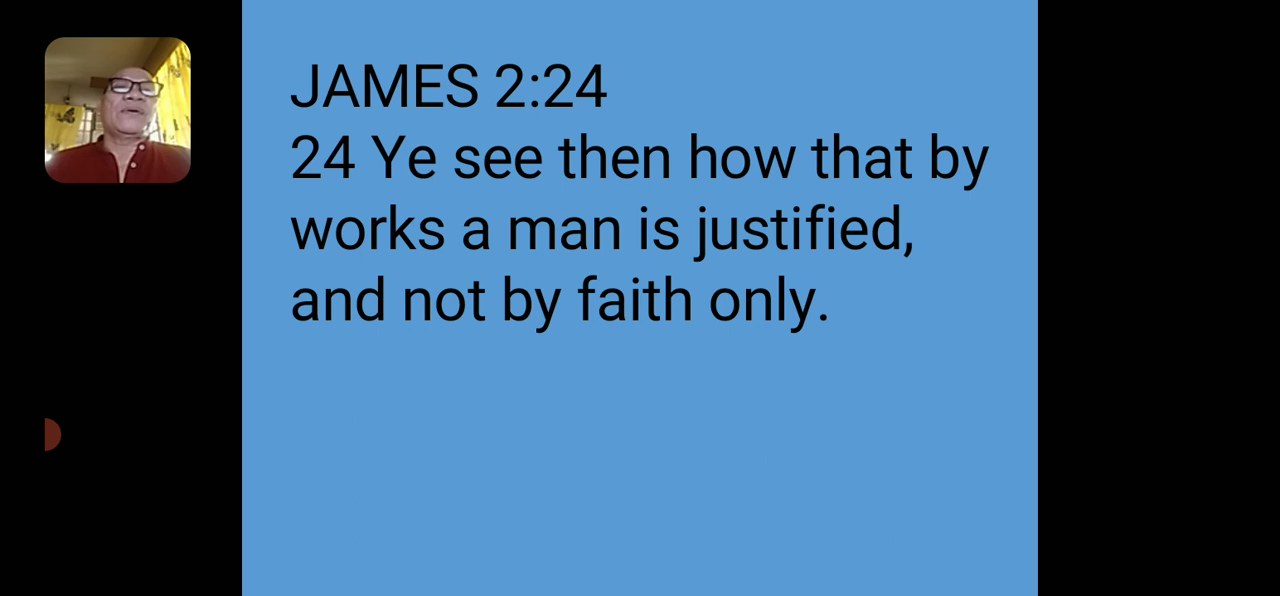 JAMES 2:24
24 Ye see then how that by
works a man is justified,
and not by faith only.